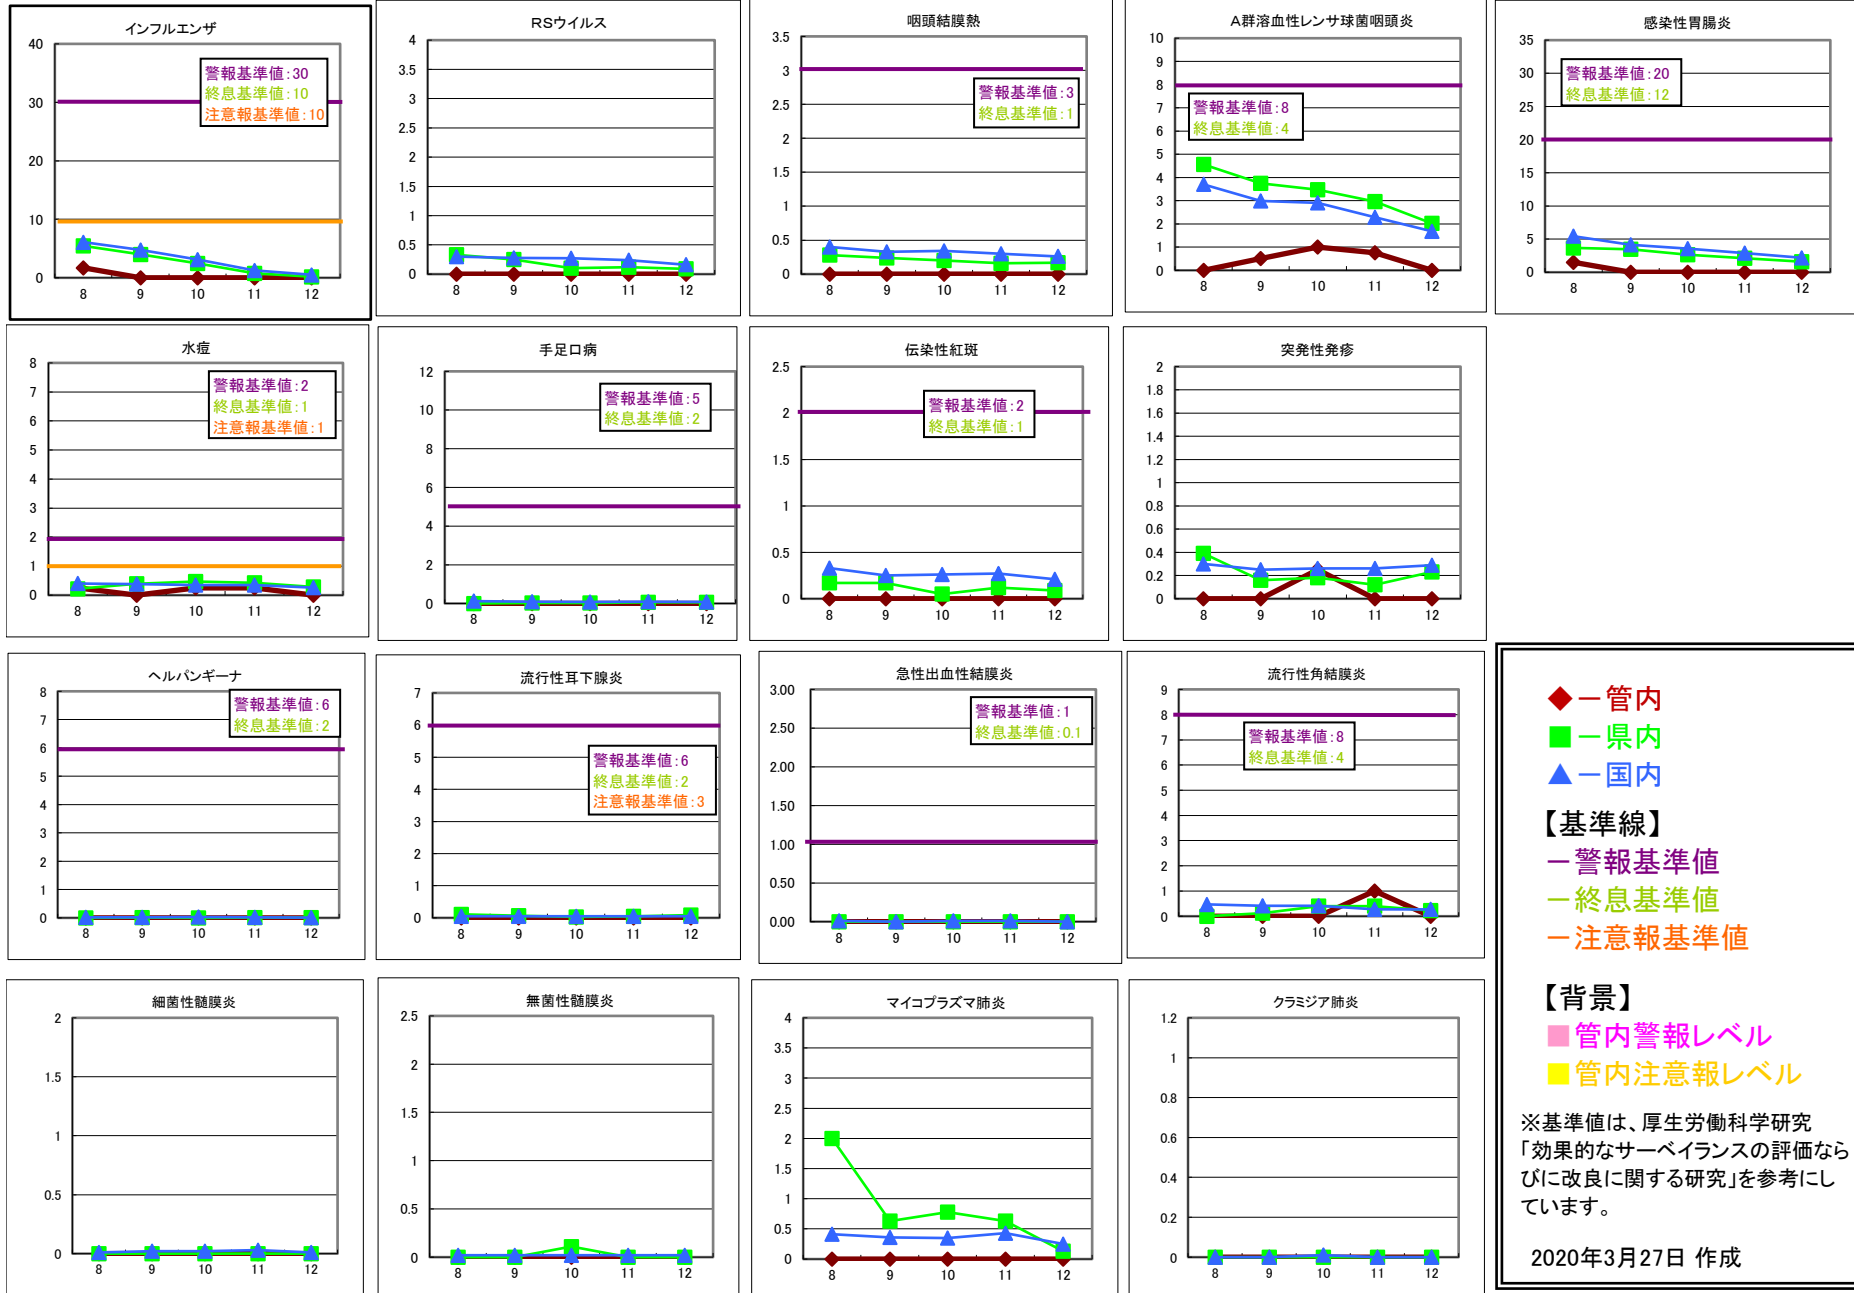 インフルエンザ
40
30
20
10
0
8 9 10 11 12
警報基準値:30
終息基準値:10
注意報基準値:10
RSウイルス
4
3.5
3
2.5
2
1.5
1
0.5
0
8 9 10 11 12
咽頭結膜熱
3.5
3
2.5
2
1.5
1
0.5
0
8 9 10 11 12
警報基準値:3
終息基準値:1
A群溶血性レンサ球菌咽頭炎
10
9
8
7
6
5
4
3
2
1
0
8 9 10 11 12
警報基準値:8
終息基準値:4
感染性胃腸炎
35
30
25
20
15
10
5
0
8 9 10 11 12
警報基準値:20
終息基準値:12
水痘
8
7
6
5
4
3
2
1
0
8 9 10 11 12
警報基準値:2
終息基準値:1
注意報基準値:1
手足口病
12
10
8
6
4
2
0
8 9 10 11 12
警報基準値:5
終息基準値:2
伝染性紅斑
2.5
2
1.5
1
0.5
0
8 9 10 11 12
警報基準値:2
終息基準値:1
突発性発疹
2
1.8
1.6
1.4
1.2
1
0.8
0.6
0.4
0.2
0
8 9 10 11 12
ヘルパンギーナ
8
7
6
5
4
3
2
1
0
8 9 10 11 12
警報基準値:6
終息基準値:2
流行性耳下腺炎
7
6
5
4
3
2
1
0
8 9 10 11 12
警報基準値:6
終息基準値:2
注意報基準値:3
急性出血性結膜炎
3.00
2.50
2.00
1.50
1.00
0.50
0.00
8 9 10 11 12
警報基準値:1
終息基準値:0.1
流行性角結膜炎
9
8
7
6
5
4
3
2
1
0
8 9 10 11 12
警報基準値:8
終息基準値:4
細菌性髄膜炎
2
1.5
1
0.5
0
8 9 10 11 12
無菌性髄膜炎
2.5
2
1.5
1
0.5
0
8 9 10 11 12
マイコプラズマ肺炎
4
3.5
3
2.5
2
1.5
1
0.5
0
8 9 10 11 12
クラミジア肺炎
1.2
1
0.8
0.6
0.4
0.2
0
8 9 10 11 12
◆－管内
■－県内
▲－国内
【基準線】
－警報基準値
－終息基準値
－注意報基準値
【背景】
■管内警報レベル
■管内注意報レベル
※基準値は、厚生労働科学研究
「効果的なサーベイランスの評価なら
びに改良に関する研究」を参考にし
ています。
2020年3月27日 作成